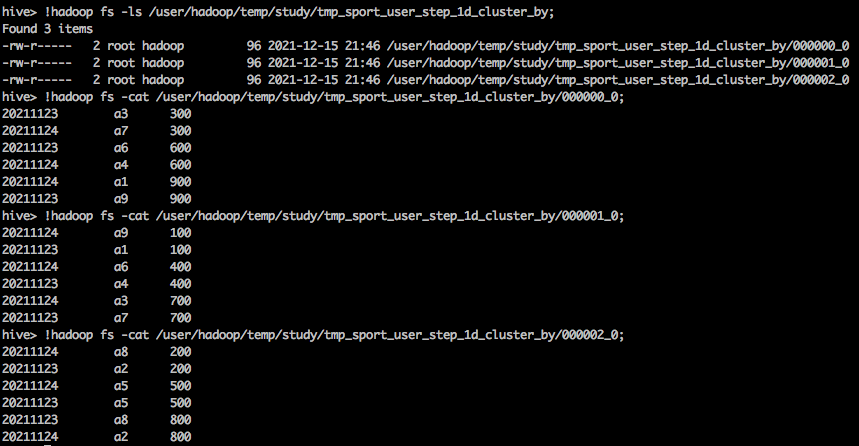 hive> !hadoop fs -ls /user/hadoop/temp/study/tmp_sport_user_step_1d_cluster_by;
Found 3 items
-rw-r----- 2 root hadoop 96 2021-12-15 21:46 /user/hadoop/temp/study/tmp_sport_user_step_1d_cluster_by/000000_0
-rw-r----- 2 root hadoop 96 2021-12-15 21:46 /user/hadoop/temp/study/tmp_sport_user_step_1d_cluster_by/000001_0
-rw-r----- 2 root hadoop 96 2021-12-15 21:46 /user/hadoop/temp/study/tmp_sport_user_step_1d_cluster_by/000002_0
hive> !hadoop fs -cat /user/hadoop/temp/study/tmp_sport_user_step_1d_cluster_by/000000_0;
20211123 a3 300
20211124 a7 300
20211123 a6 600
20211124 a4 600
20211124 a1 900
20211123 a9 900
hive> !hadoop fs -cat /user/hadoop/temp/study/tmp_sport_user_step_1d_cluster_by/000001_0;
20211124 a9 100
20211123 a1 100
20211124 a6 400
20211123 a4 400
20211124 a3 700
20211123 a7 700
hive> !hadoop fs -cat /user/hadoop/temp/study/tmp_sport_user_step_1d_cluster_by/000002_0;
20211124 a8 200
20211123 a2 200
20211124 a5 500
20211123 a5 500
20211123 a8 800
20211124 a2 800